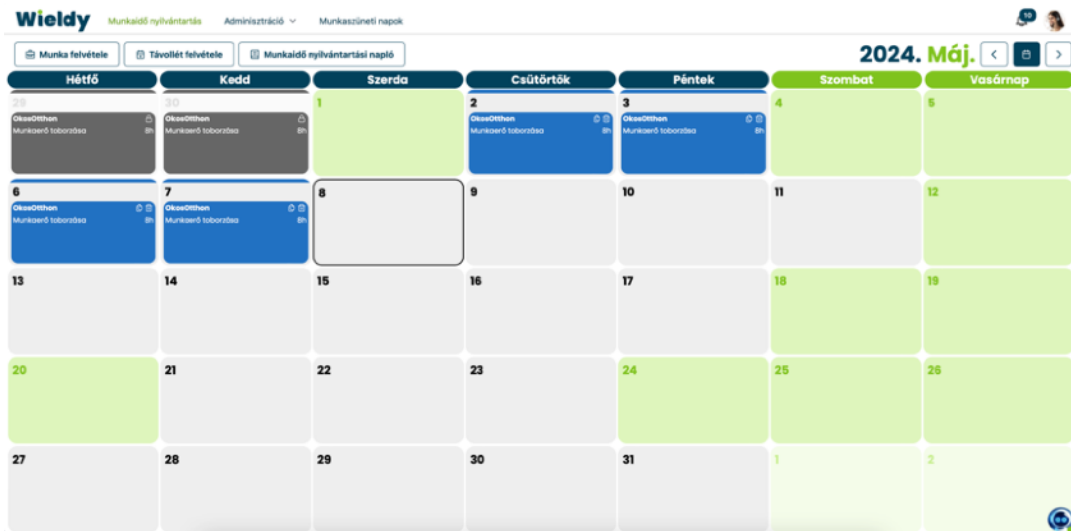 Wieldy Munkaidő nyilvántartás Adminisztráció Munkaszüneti napok 10
Munka felvétele Távollét felvétele Munkaidő nyilvántartási napló 2024. Máj.
Hétfő Kedd Szerda Csütörtök Péntek Szombat Vasárnap
29 30 1 2 3 4 5
OkosOtthon OkosOtthon OkosOtthon OkosOtthon
Munkaerő toborzása 8h Munkaerő toborzása 8h Munkaerő toborzása 8h Munkaerő toborzása 8h
6 7 8 9 10 11 12
OkosOtthon OkosOtthon
Munkaerő toborzása 8h Munkaerő toborzása 8h
13 14 15 16 17 18 19
20 21 22 23 24 25 26
27 28 29 30 31 1 2